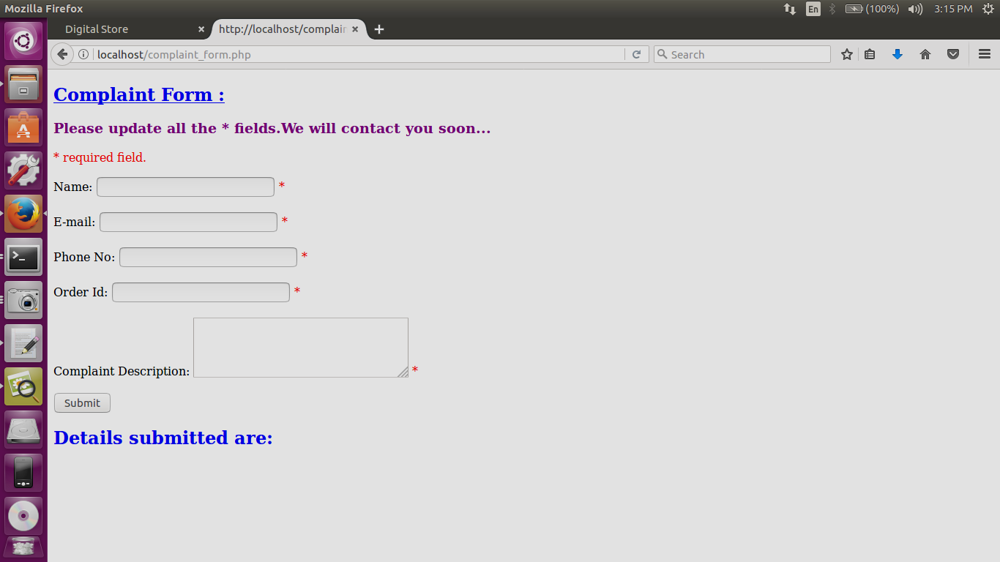 Mozilla Firefox
En
(100%)
3:15 PM
Digital Store
http://localhost/complain
localhost/complaint_form.php
Search
Complaint Form :
Please update all the * fields.We will contact you soon...
* required field.
Name: *
E-mail: *
Phone No: *
Order Id: *
Complaint Description: *
Submit
Details submitted are: